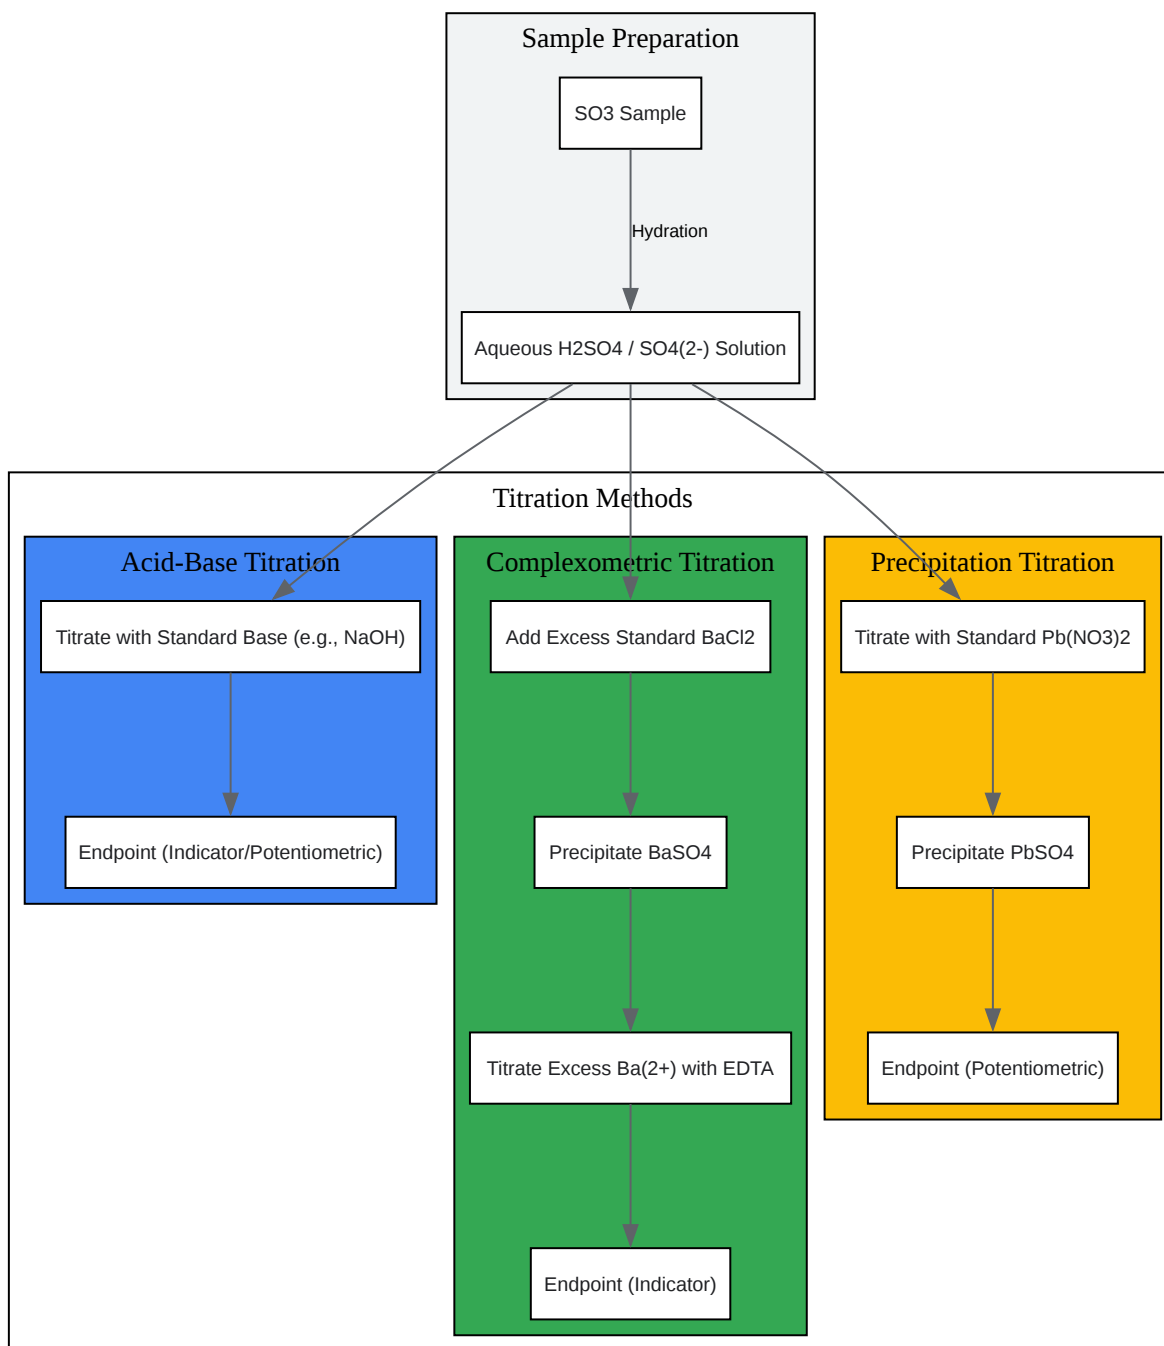 Sample Preparation
SO3 Sample
Hydration
Aqueous H2SO4 / SO4(2-) Solution
Titration Methods
Acid-Base Titration
Titrate with Standard Base (e.g., NaOH)
Endpoint (Indicator/Potentiometric)
Complexometric Titration
Add Excess Standard BaCl2
Precipitate BaSO4
Titrate Excess Ba(2+) with EDTA
Endpoint (Indicator)
Precipitation Titration
Titrate with Standard Pb(NO3)2
Precipitate PbSO4
Endpoint (Potentiometric)